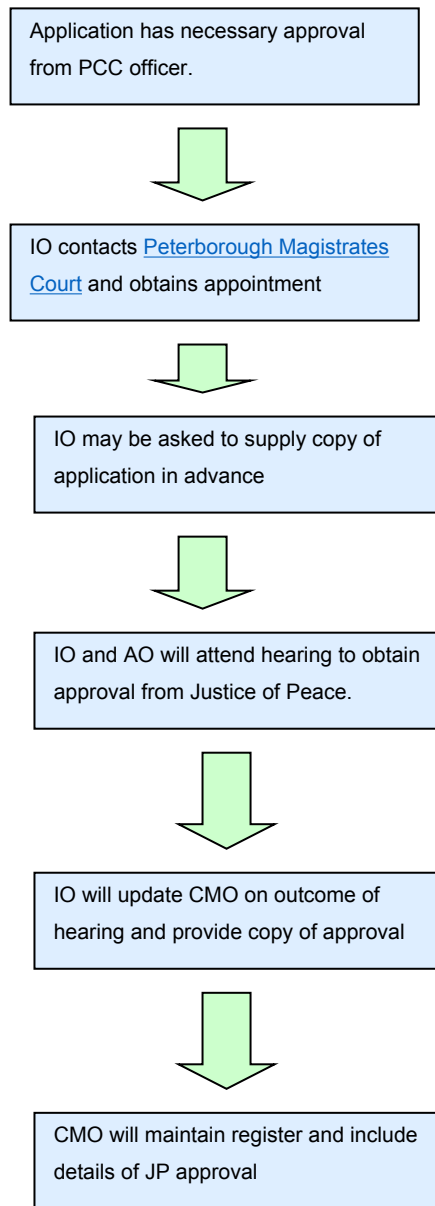 Application has necessary approval
from PCC officer.
IO contacts Peterborough Magistrates
Court and obtains appointment
IO may be asked to supply copy of
application in advance
IO and AO will attend hearing to obtain
approval from Justice of Peace.
IO will update CMO on outcome of
hearing and provide copy of approval
CMO will maintain register and include
details of JP approval